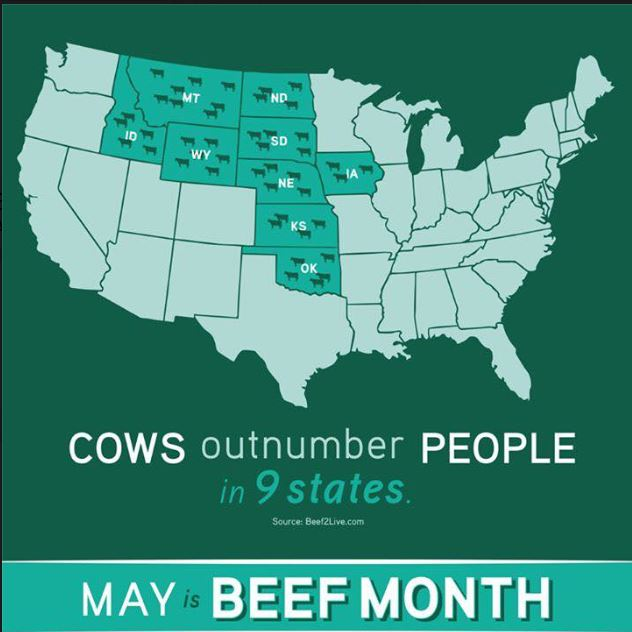 MT
ND
ID
SD
WY
IA
NE
KS
OK
COWS outnumber PEOPLE
in 9 states.
Source: Beef2Live.com
MAY is BEEF MONTH